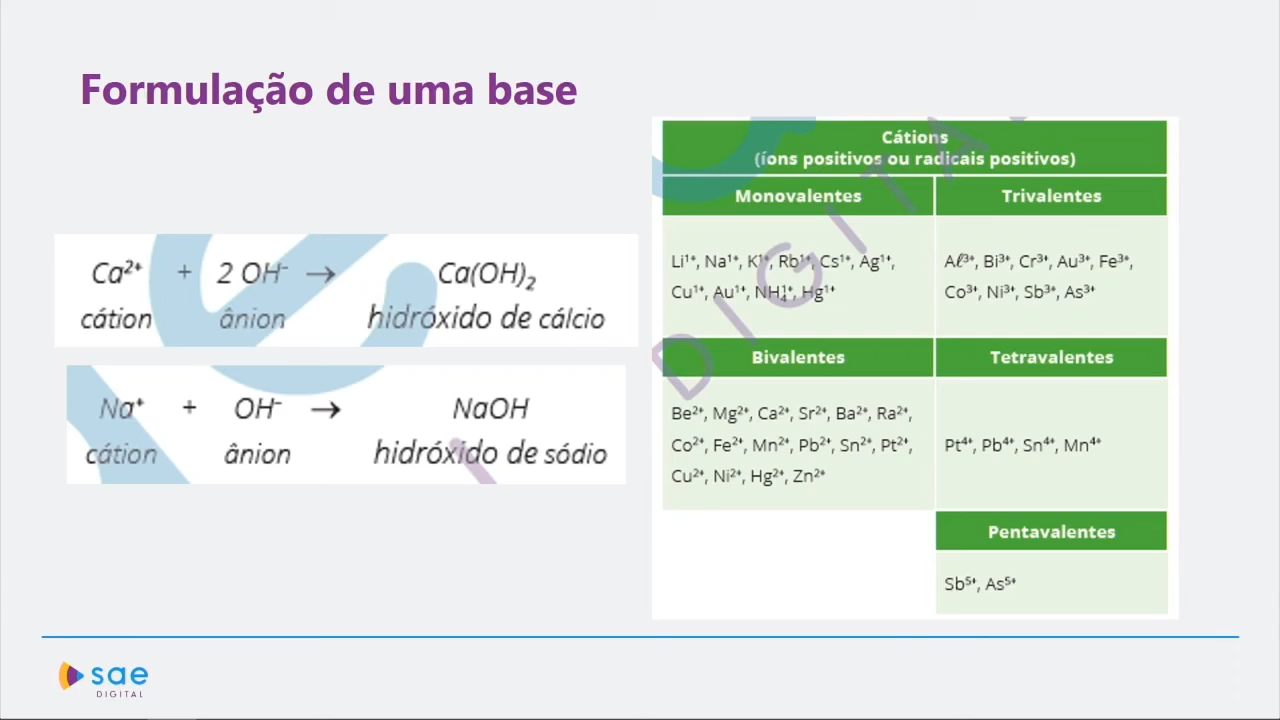 Formulação de uma base
Ca²⁺ + 2 OH⁻ → Ca(OH)₂
cátion ânion hidróxido de cálcio
Na⁺ + OH⁻ → NaOH
cátion ânion hidróxido de sódio
Cátions
(íons positivos ou radicais positivos)
Monovalentes
Li¹⁺, Na¹⁺, K¹⁺, Rb¹⁺, Cs¹⁺, Ag¹⁺,
Cu¹⁺, Au¹⁺, NH₄¹⁺, Hg¹⁺
Trivalentes
Aℓ³⁺, Bi³⁺, Cr³⁺, Au³⁺, Fe³⁺,
Co³⁺, Ni³⁺, Sb³⁺, As³⁺
Bivalentes
Be²⁺, Mg²⁺, Ca²⁺, Sr²⁺, Ba²⁺, Ra²⁺,
Co²⁺, Fe²⁺, Mn²⁺, Pb²⁺, Sn²⁺, Pt²⁺,
Cu²⁺, Ni²⁺, Hg²⁺, Zn²⁺
Tetravalentes
Pt⁴⁺, Pb⁴⁺, Sn⁴⁺, Mn⁴⁺
Pentavalentes
Sb⁵⁺, As⁵⁺
DIGITA
sae
DIGITAL